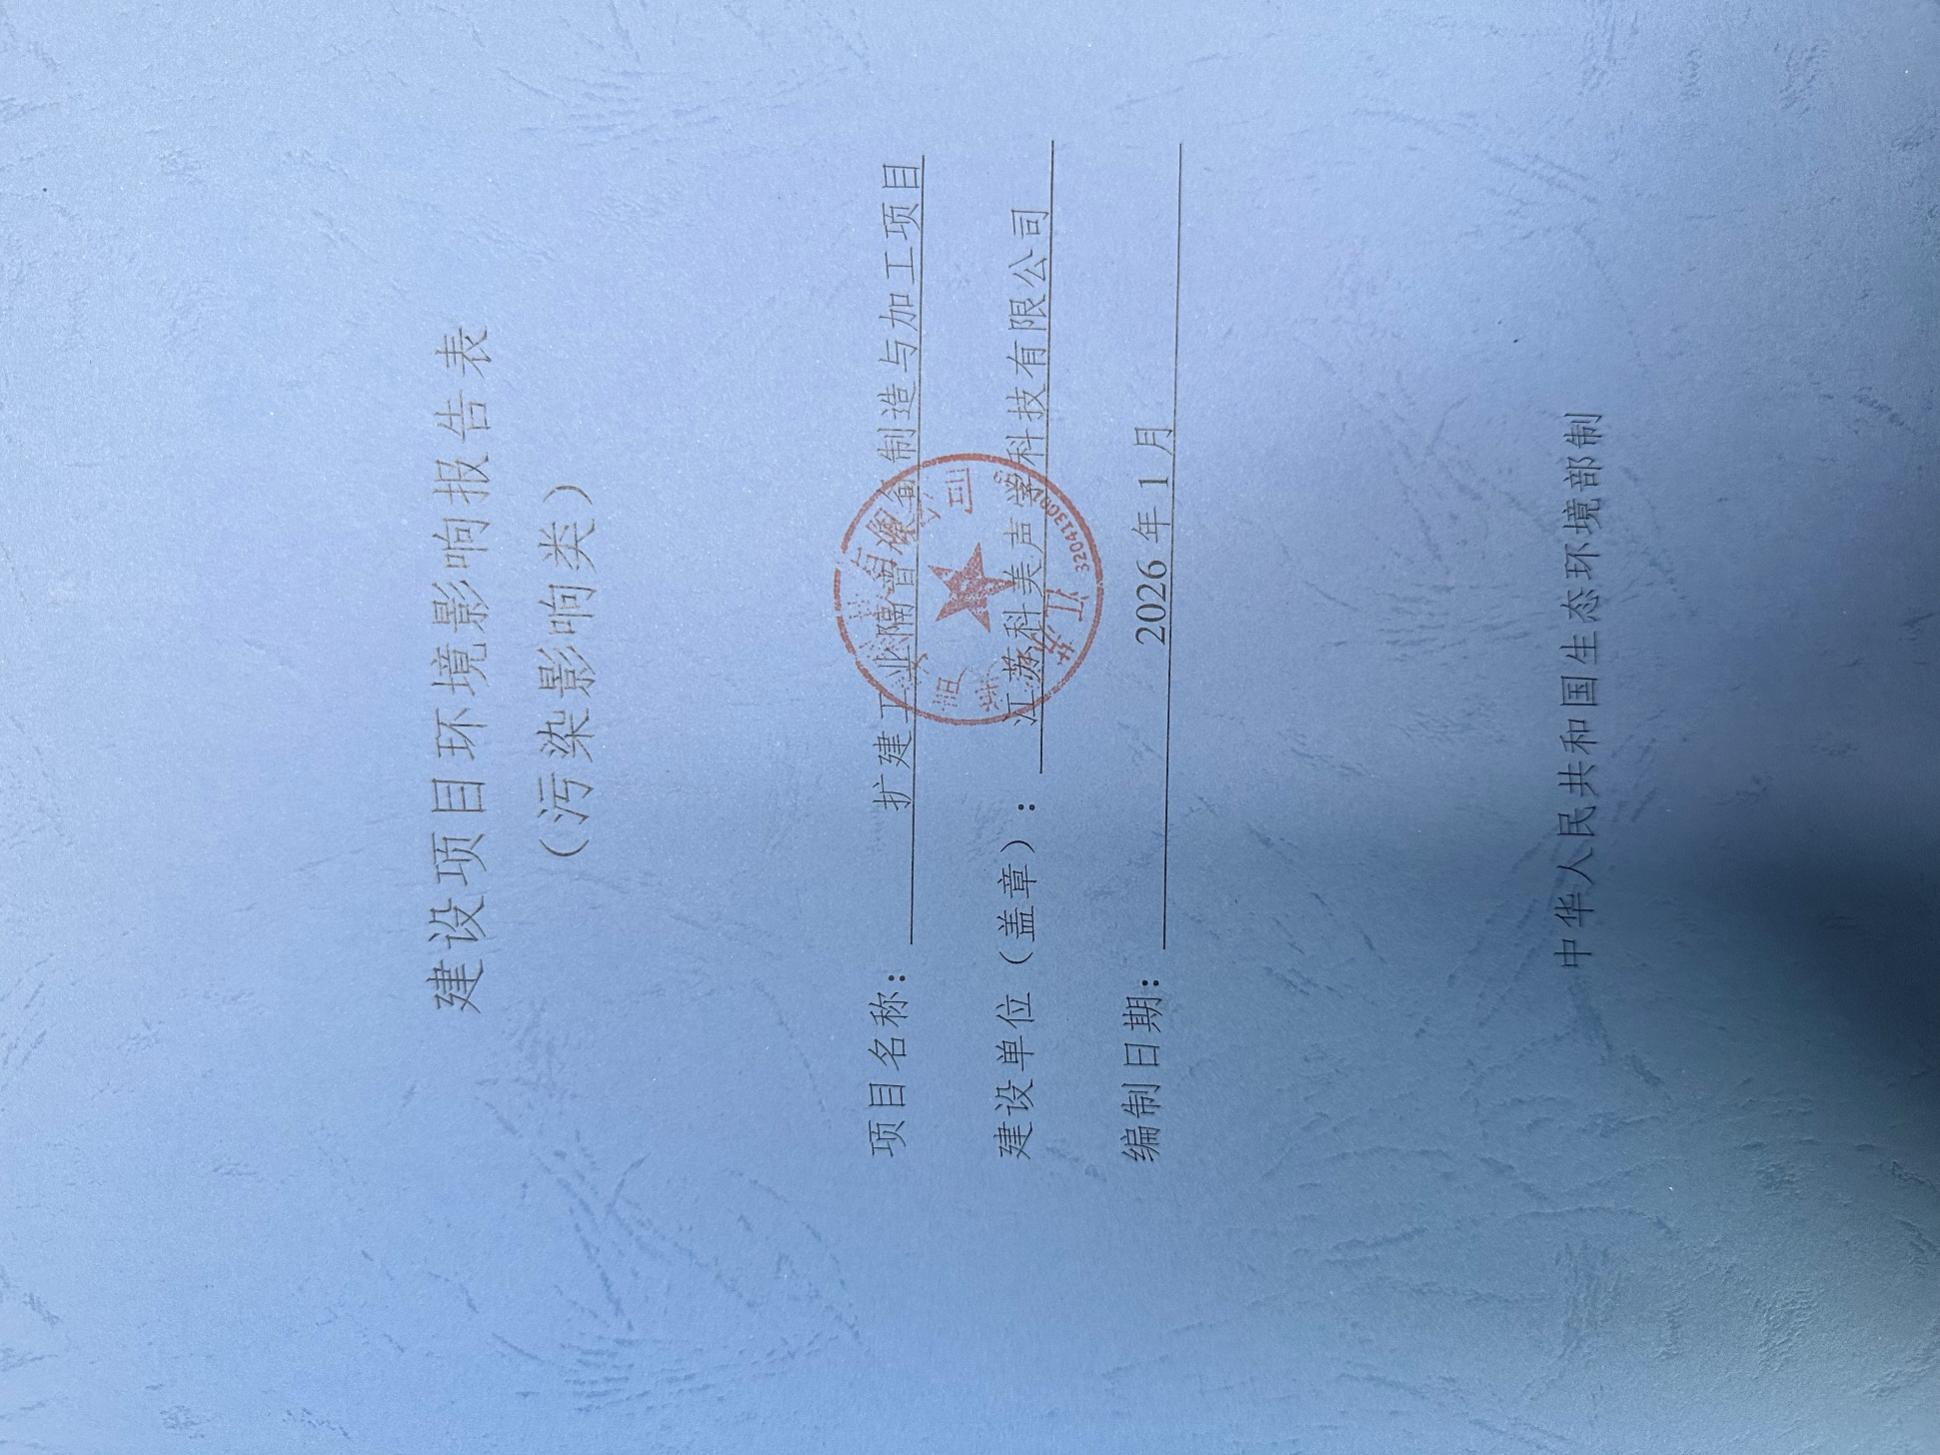 建设项目环境影响报告表
（污染影响类）
项目名称： 扩建工业隔音设备制造与加工项目
建设单位（盖章）： 江苏科美声学科技有限公司
编制日期： 2026 年 1 月
中华人民共和国生态环境部制